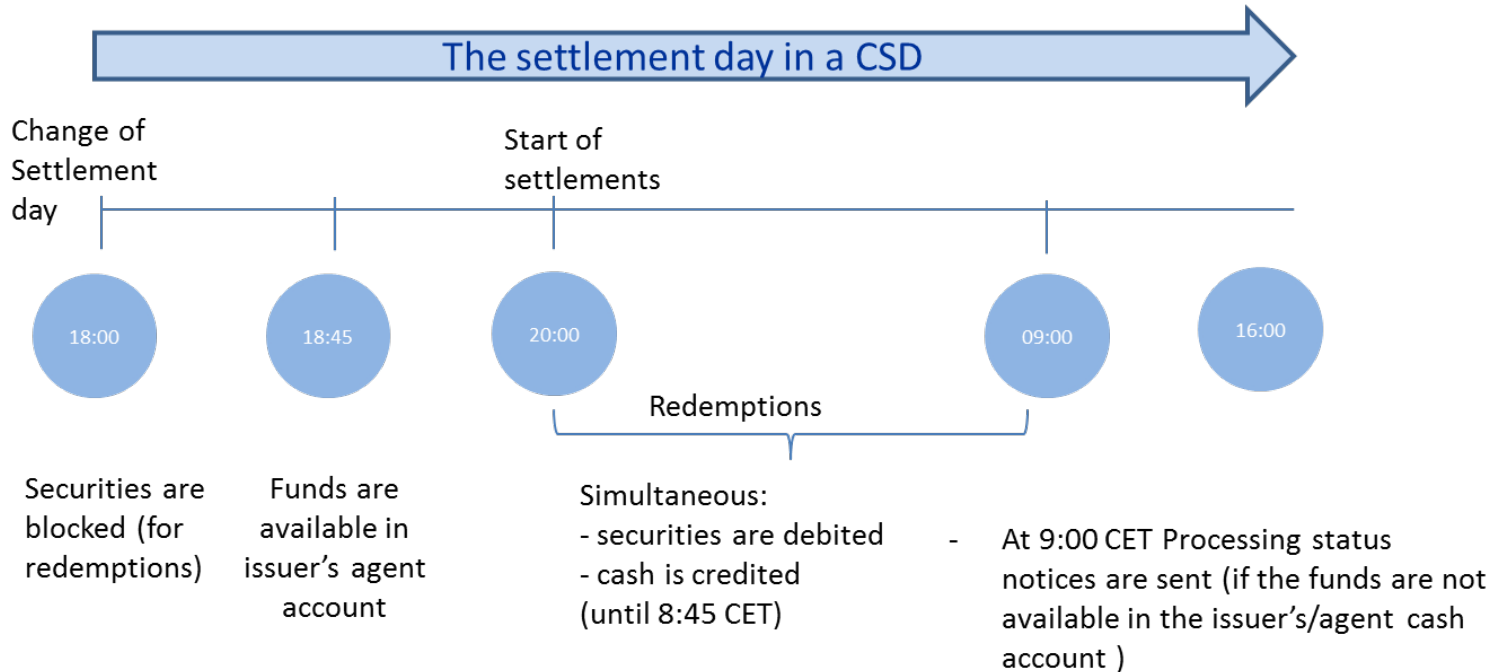 The settlement day in a CSD
Change of
Settlement
day
Start of
settlements
18:00
18:45
20:00
09:00
16:00
Redemptions
Securities are
blocked (for
redemptions)
Funds are
available in
issuer’s agent
account
Simultaneous:
- securities are debited
- cash is credited
(until 8:45 CET)
- At 9:00 CET Processing status
notices are sent (if the funds are not
available in the issuer’s/agent cash
account )